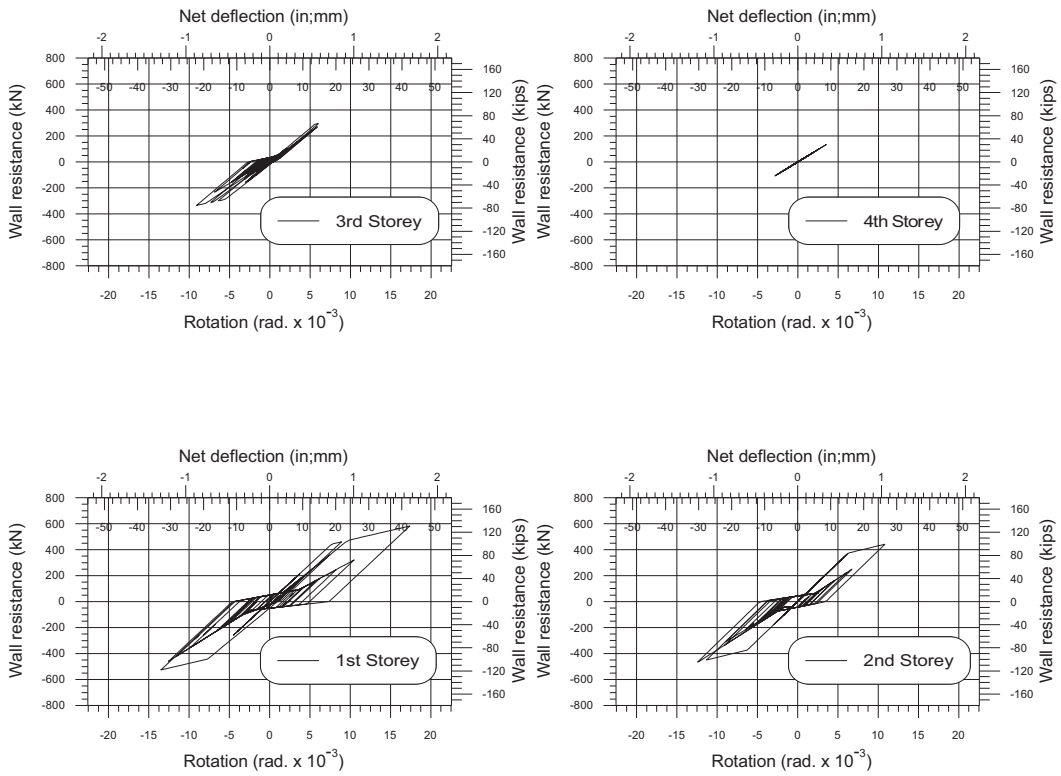 Net deflection (in;mm)
-2 -1 0 1 2
-50 -40 -30 -20 -10 0 10 20 30 40 50
Wall resistance (kN)
800
600
400
200
0
-200
-400
-600
-800
160
120
80
40
0
-40
-80
-120
-160
Wall resistance (kips)
3rd Storey
-20 -15 -10 -5 0 5 10 15 20
Rotation (rad. x 10-3)
Net deflection (in;mm)
-2 -1 0 1 2
-50 -40 -30 -20 -10 0 10 20 30 40 50
Wall resistance (kN)
800
600
400
200
0
-200
-400
-600
-800
160
120
80
40
0
-40
-80
-120
-160
Wall resistance (kips)
4th Storey
-20 -15 -10 -5 0 5 10 15 20
Rotation (rad. x 10-3)
Net deflection (in;mm)
-2 -1 0 1 2
-50 -40 -30 -20 -10 0 10 20 30 40 50
Wall resistance (kN)
800
600
400
200
0
-200
-400
-600
-800
160
120
80
40
0
-40
-80
-120
-160
Wall resistance (kips)
1st Storey
-20 -15 -10 -5 0 5 10 15 20
Rotation (rad. x 10-3)
Net deflection (in;mm)
-2 -1 0 1 2
-50 -40 -30 -20 -10 0 10 20 30 40 50
Wall resistance (kN)
800
600
400
200
0
-200
-400
-600
-800
160
120
80
40
0
-40
-80
-120
-160
Wall resistance (kips)
2nd Storey
-20 -15 -10 -5 0 5 10 15 20
Rotation (rad. x 10-3)